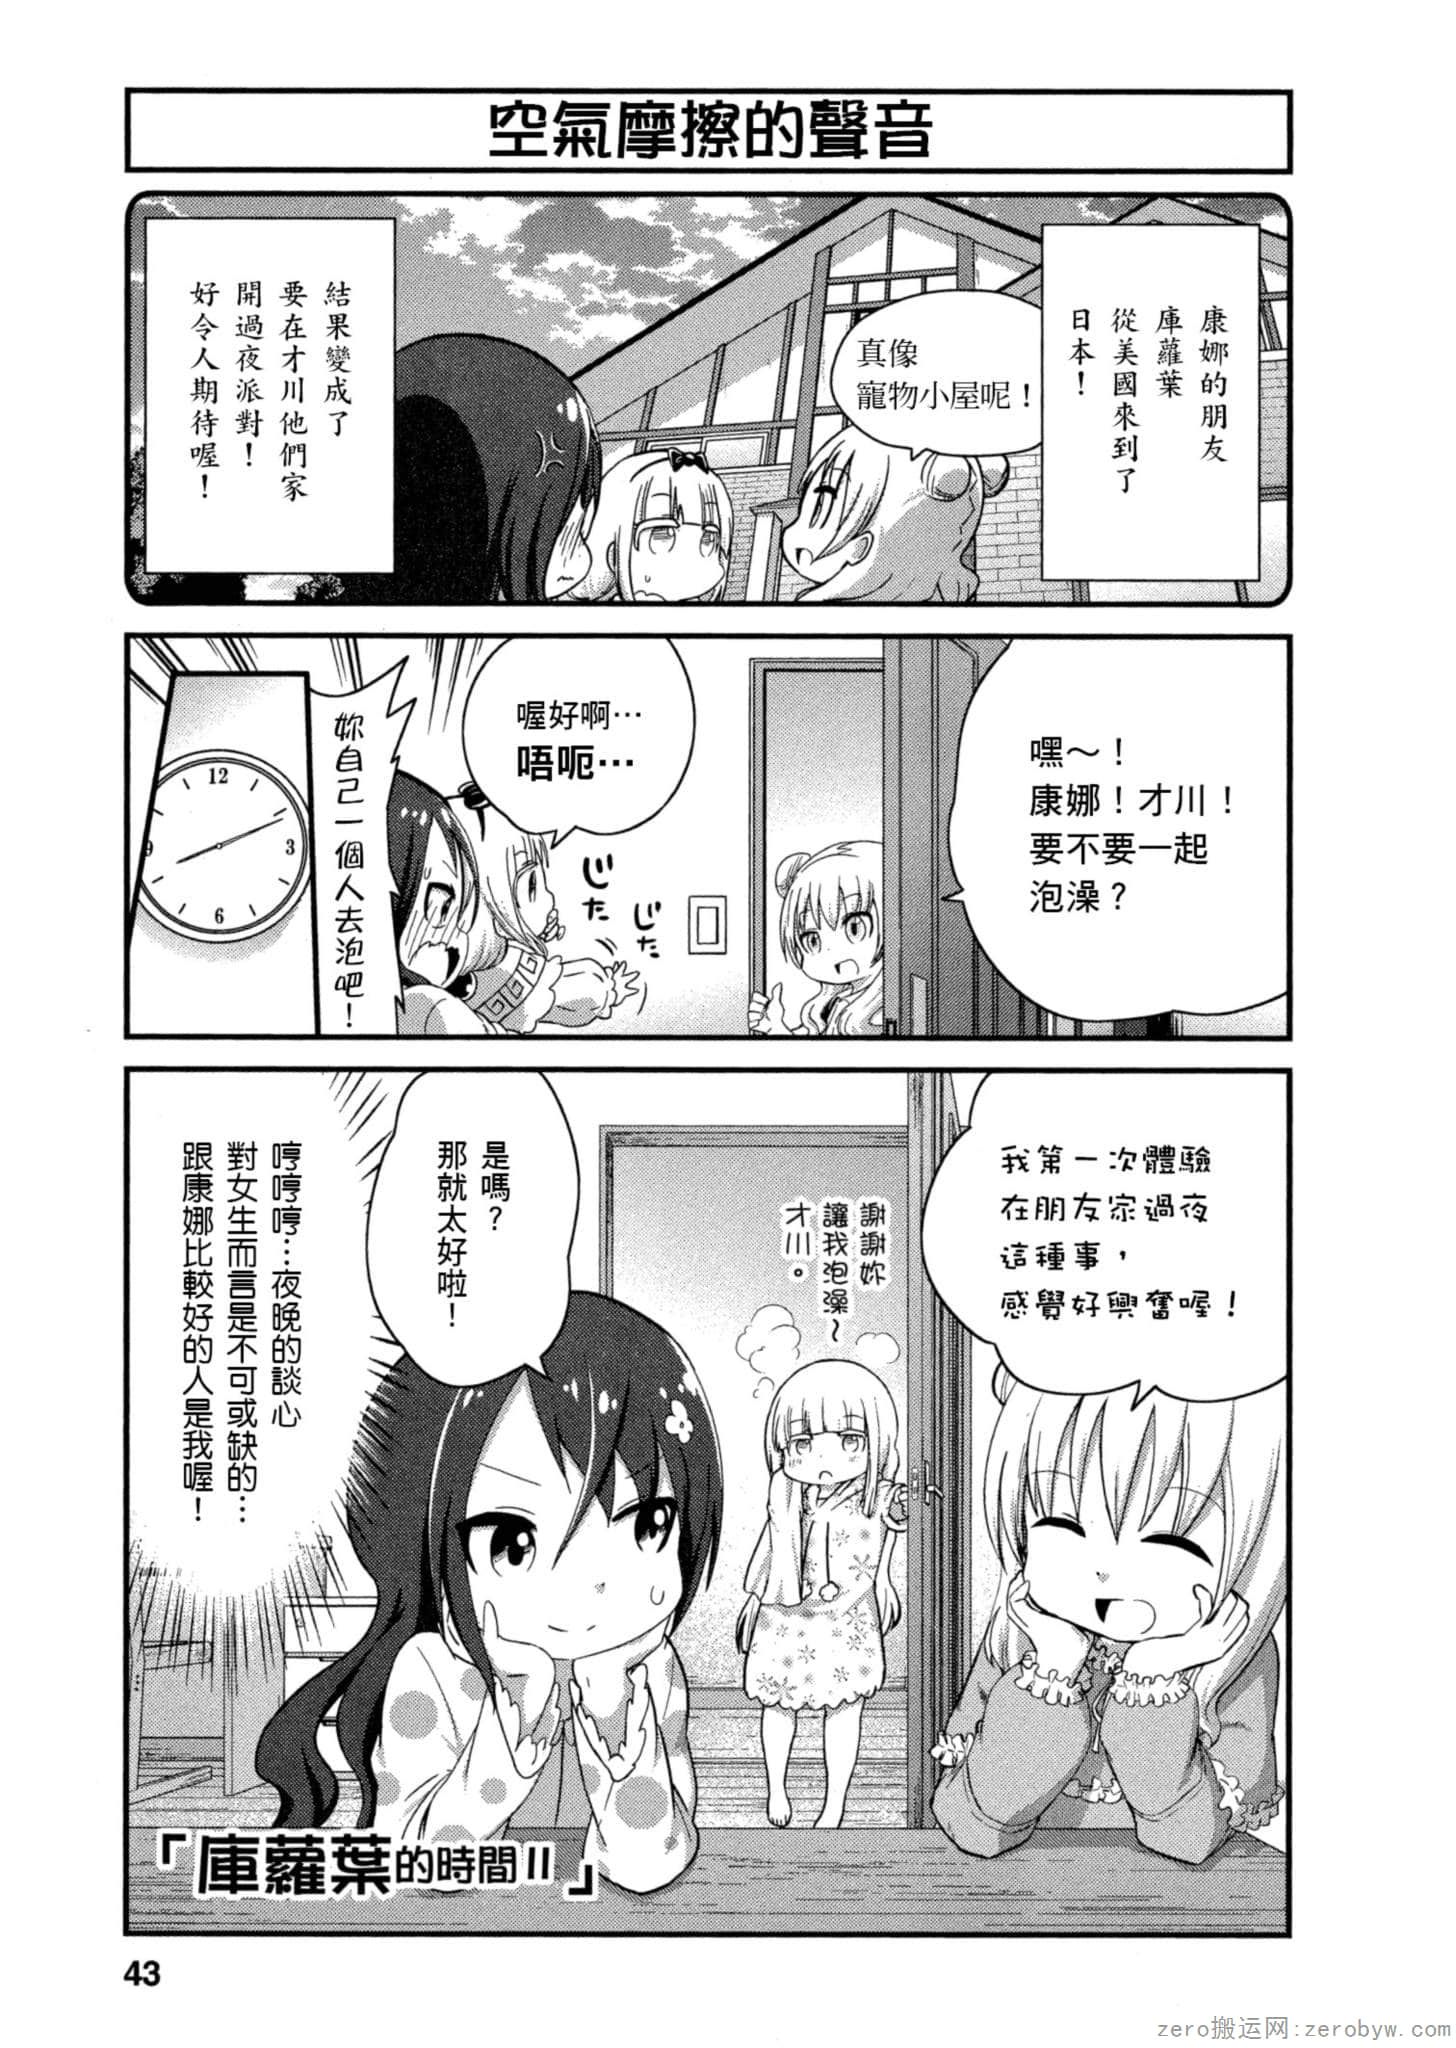 空氣摩擦的聲音
康娜的朋友
庫蘿葉
從美國來到了
日本！
真像
寵物小屋呢！
結果變成了
要在才川他們家
開過夜派對！
好令人期待喔！
嘿～！
康娜！才川！
要不要一起
泡澡？
喔好啊…
唔呃…
じた
じた
妳自己一個人去泡吧！
12
3
6
9
我第一次體驗
在朋友家過夜
這種事，
感覺好興奮喔！
謝謝妳
讓我泡澡～
才川。
是嗎？
那就太好啦！
哼哼哼…夜晚的談心
對女生而言是不可或缺的…
跟康娜比較好的人是我喔！
「庫蘿葉的時間II」
43
zero搬运网:zerobyw.com